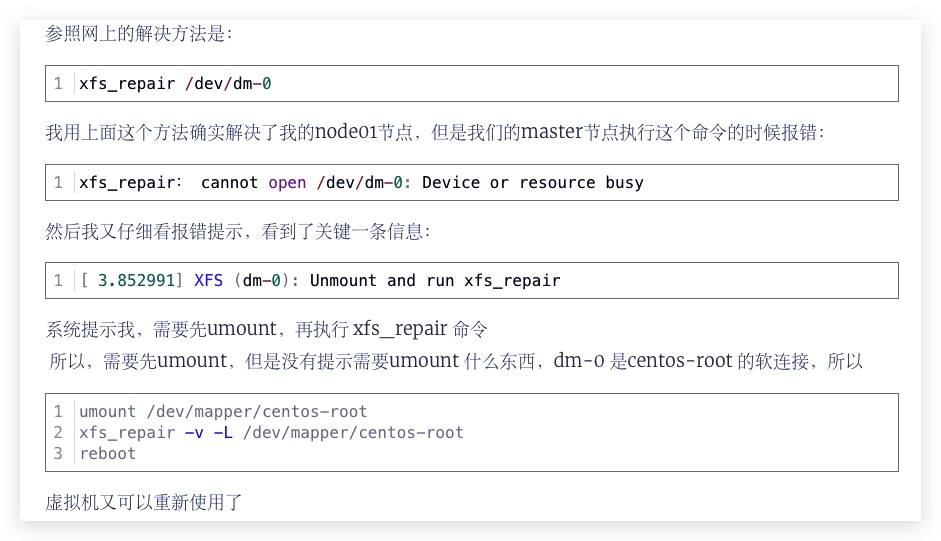 参照网上的解决方法是：
1 xfs_repair /dev/dm-0
我用上面这个方法确实解决了我的node01节点，但是我们的master节点执行这个命令的时候报错：
1 xfs_repair： cannot open /dev/dm-0: Device or resource busy
然后我又仔细看报错提示，看到了关键一条信息：
1 [ 3.852991] XFS (dm-0): Unmount and run xfs_repair
系统提示我，需要先umount，再执行 xfs_repair 命令
所以，需要先umount，但是没有提示需要umount 什么东西，dm-0 是centos-root 的软连接，所以
1 umount /dev/mapper/centos-root
2 xfs_repair -v -L /dev/mapper/centos-root
3 reboot
虚拟机又可以重新使用了